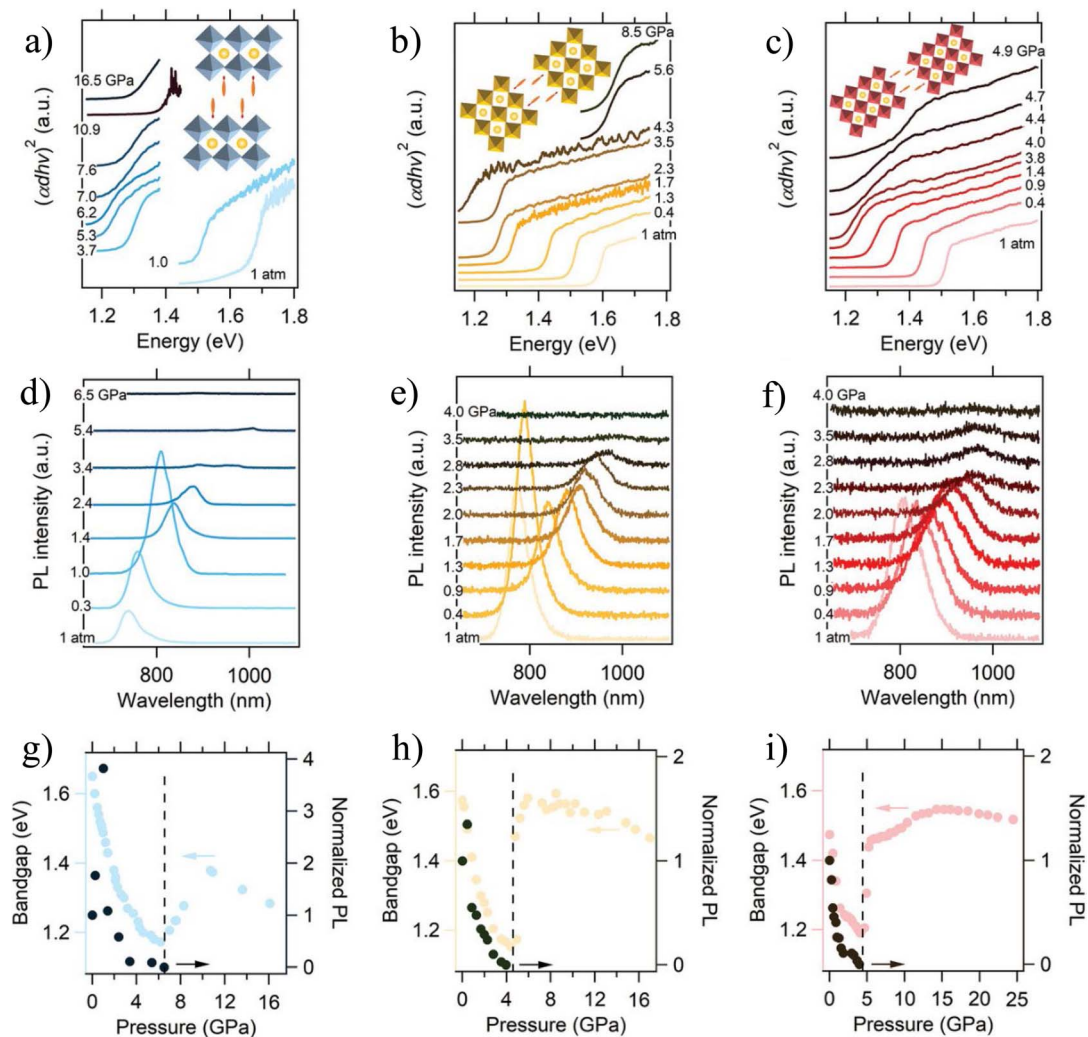 a)
(αdhν)² (a.u.)
16.5 GPa
10.9
7.6
7.0
6.2
5.3
3.7
1.0
1 atm
1.2 1.4 1.6 1.8
Energy (eV)
b)
(αdhν)² (a.u.)
8.5 GPa
5.6
4.3
3.5
2.3
1.7
1.3
0.4
1 atm
1.2 1.4 1.6 1.8
Energy (eV)
c)
(αdhν)² (a.u.)
4.9 GPa
4.7
4.4
4.0
3.8
1.4
0.9
0.4
1 atm
1.2 1.4 1.6 1.8
Energy (eV)
d)
PL intensity (a.u.)
6.5 GPa
5.4
3.4
2.4
1.4
1.0
0.3
1 atm
800 1000
Wavelength (nm)
e)
PL intensity (a.u.)
4.0 GPa
3.5
2.8
2.3
2.0
1.7
1.3
0.9
0.4
1 atm
800 1000
Wavelength (nm)
f)
PL intensity (a.u.)
4.0 GPa
3.5
2.8
2.3
2.0
1.7
1.3
0.9
0.4
1 atm
800 1000
Wavelength (nm)
g)
Bandgap (eV)
1.6
1.4
1.2
4
3
2
1
0
Normalized PL
0 4 8 12 16
Pressure (GPa)
h)
Bandgap (eV)
1.6
1.4
1.2
2
1
0
Normalized PL
0 4 8 12 16
Pressure (GPa)
i)
Bandgap (eV)
1.6
1.4
1.2
2
1
0
Normalized PL
0 5 10 15 20 25
Pressure (GPa)